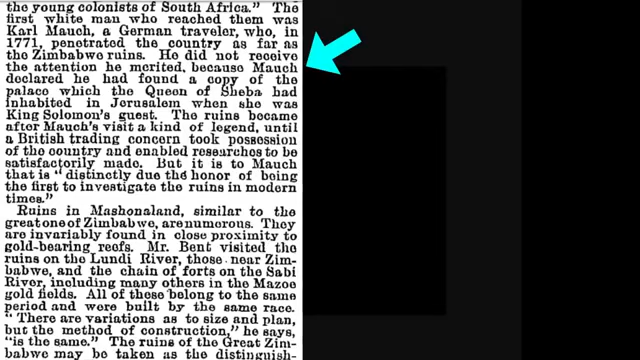 the young colonists of South Africa." The
first white man who reached them was
Karl Mauch, a German traveler, who, in
1771, penetrated the country as far as
the Zimbabwe ruins. He did not receive
the attention he merited, because Mauch
declared he had found a copy of the
palace which the Queen of Sheba had
inhabited in Jerusalem when she was
King Solomon's guest. The ruins became
after Mauch's visit a kind of legend, until
a British trading concern took possession
of the country and enabled researches to be
satisfactorily made. But it is to Mauch
that is "distinctly due the honor of being
the first to investigate the ruins in modern
times."
Ruins in Mashonaland, similar to the
great one of Zimbabwe, are numerous. They
are invariably found in close proximity to
gold-bearing reefs. Mr. Bent visited the
ruins on the Lundi River, those near Zim-
babwe, and the chain of forts on the Sabi
River, including many others in the Mazoe
gold fields. All of these belong to the same
period and were built by the same race.
"There are variations as to size and plan,
but the method of construction," he says,
"is the same." The ruins of the Great Zim-
babwe may be taken as the distinguish-